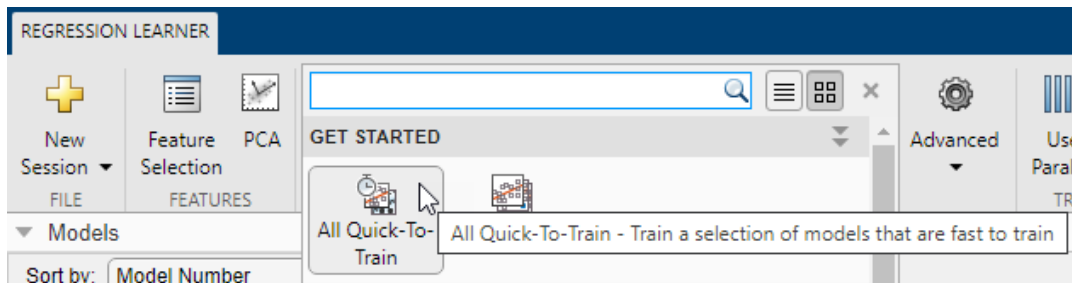 REGRESSION LEARNER
New
Session
Feature
Selection
PCA
FILE
FEATURES
GET STARTED
All Quick-To-
Train
All Quick-To-Train - Train a selection of models that are fast to train
Advanced
Models
Sort by: Model Number